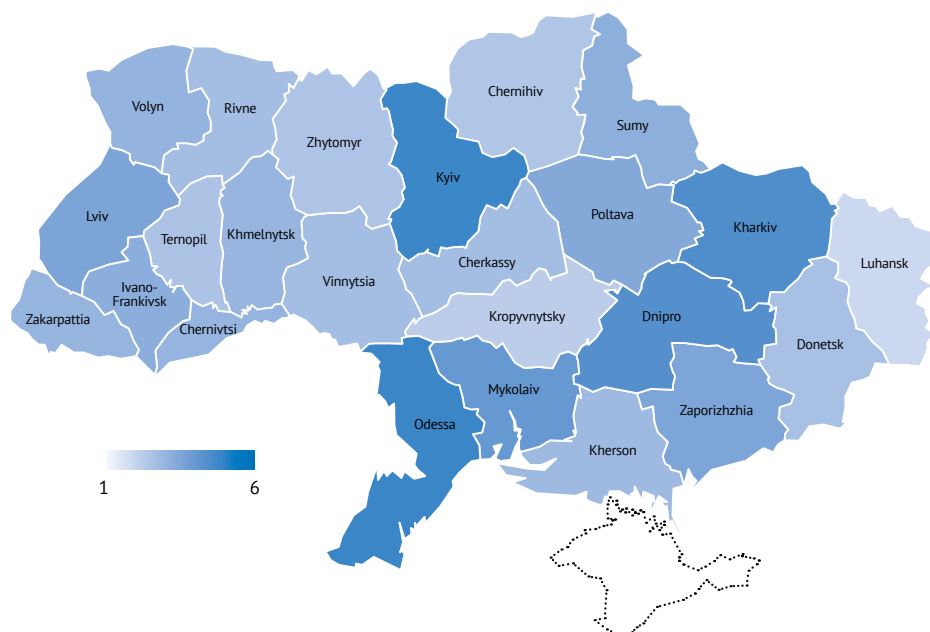 Chernihiv
Volyn
Rivne
Sumy
Zhytomyr
Kyiv
Lviv
Poltava
Kharkiv
Ternopil
Khmelnytsk
Cherkassy
Luhansk
Vinnytsia
Ivano-
Frankivsk
Zakarpattia
Chernivtsi
Kropyvnytsky
Dnipro
Donetsk
Mykolaiv
Zaporizhzhia
Odessa
Kherson
1
6